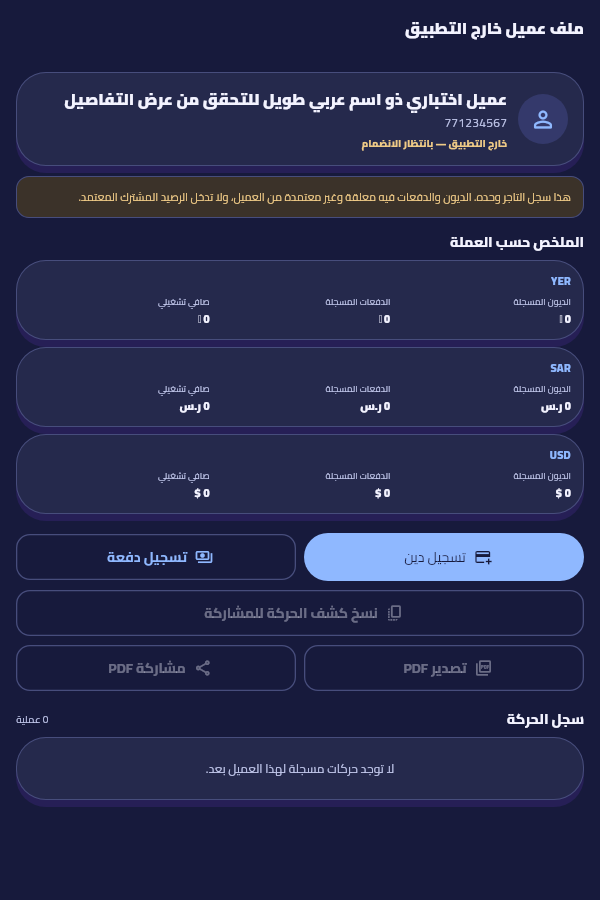 ملف عميل خارج التطبيق
عميل اختباري ذو اسم عربي طويل للتحقق من عرض التفاصيل
771234567
خارج التطبيق — بانتظار الانضمام
هذا سجل التاجر وحده. الديون والدفعات فيه معلقة وغير معتمدة من العميل، ولا تدخل الرصيد المشترك المعتمد.
الملخص حسب العملة
YER
الديون المسجلة الدفعات المسجلة صافي تشغيلي
0 0 0
SAR
الديون المسجلة الدفعات المسجلة صافي تشغيلي
0 ر.س 0 ر.س 0 ر.س
USD
الديون المسجلة الدفعات المسجلة صافي تشغيلي
0 $ 0 $ 0 $
تسجيل دين تسجيل دفعة
نسخ كشف الحركة للمشاركة
تصدير PDF مشاركة PDF
سجل الحركة 0 عملية
لا توجد حركات مسجلة لهذا العميل بعد.